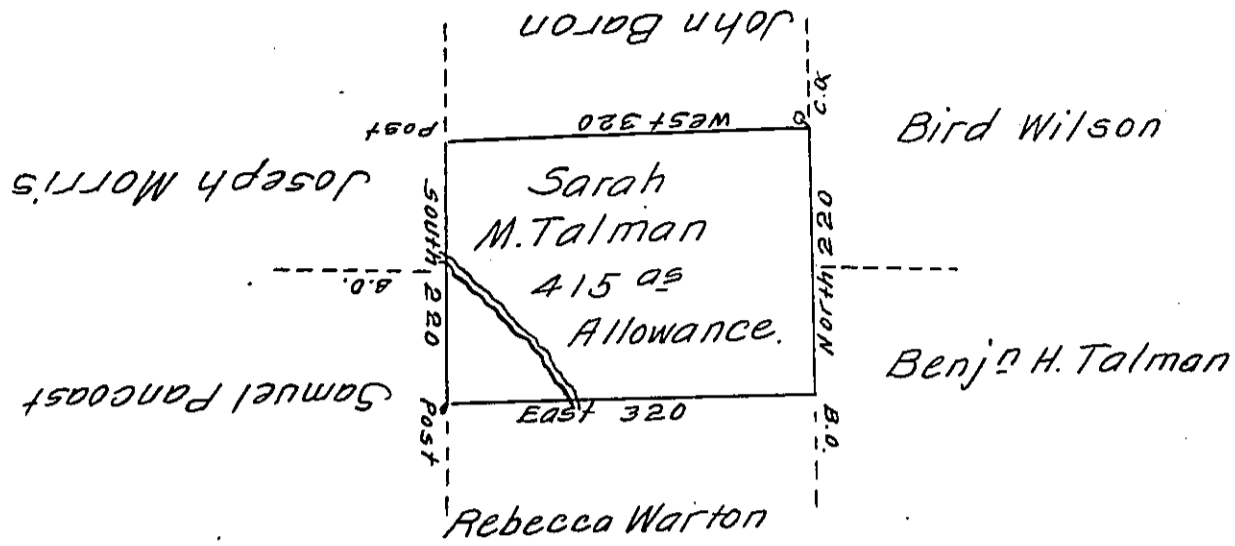 John Baron
C.O.
Post
West 320
Bird Wilson
Joseph Morris
Sarah
M. Talman
415 as
Allowance.
South 220
North 220
B.O.
Benjn H. Talman
Samuel Pancoast
Post
East 320
B.O.
Rebecca Warton